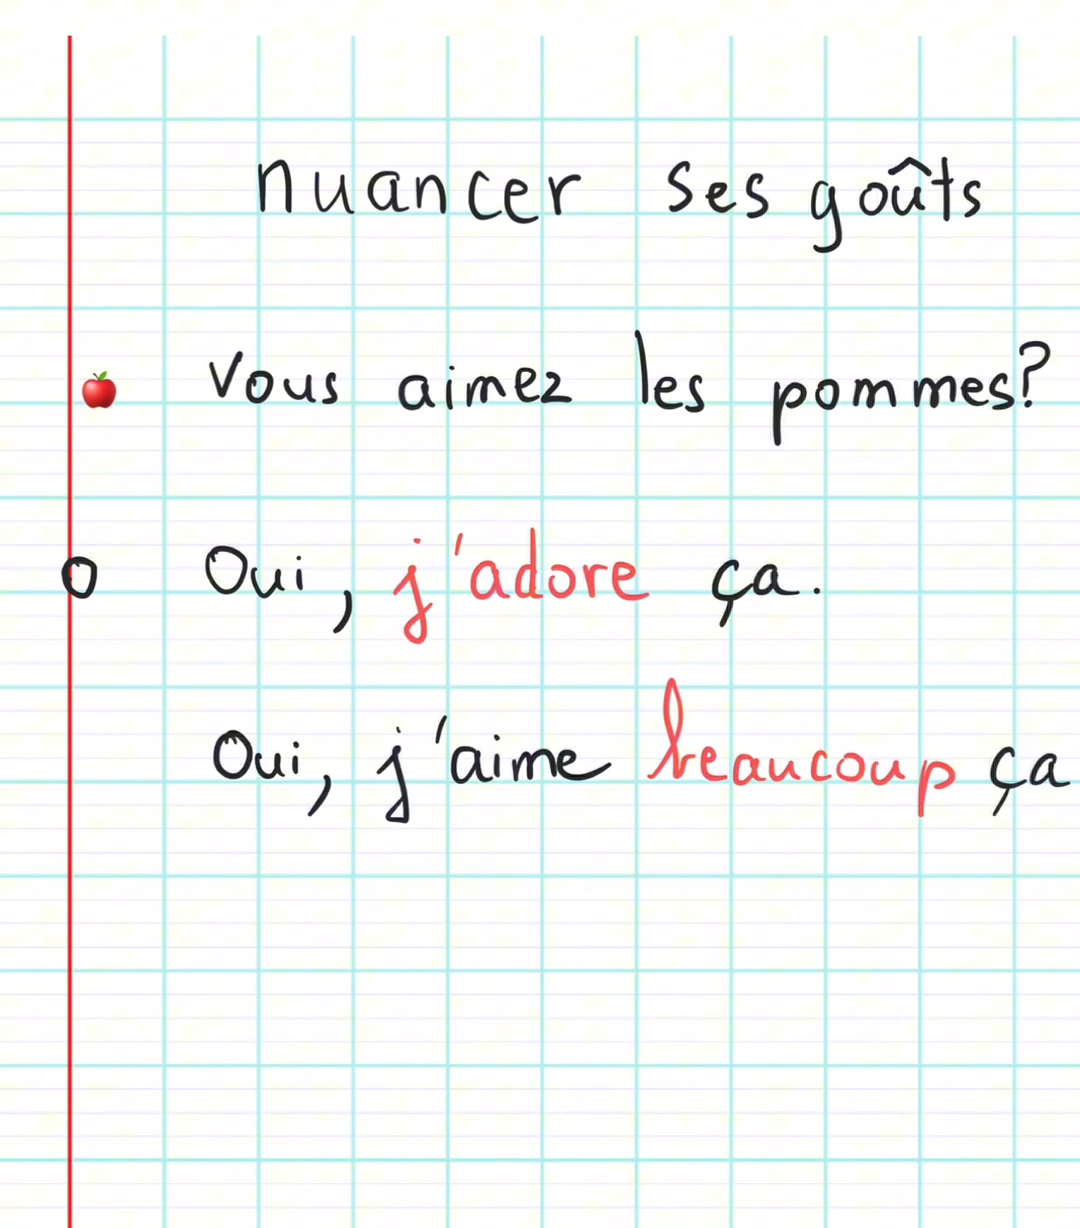 nuancer ses goûts
Vous aimez les pommes?
Oui, j'adore ça.
Oui, j'aime beaucoup ça